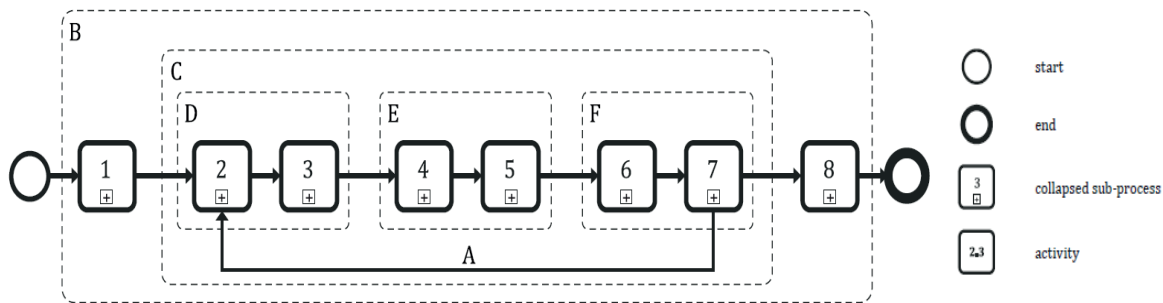 B
C
D
E
F
1
+
2
+
3
+
4
+
5
+
6
+
7
+
8
+
A
start
end
3
+
collapsed sub-process
2.3
activity